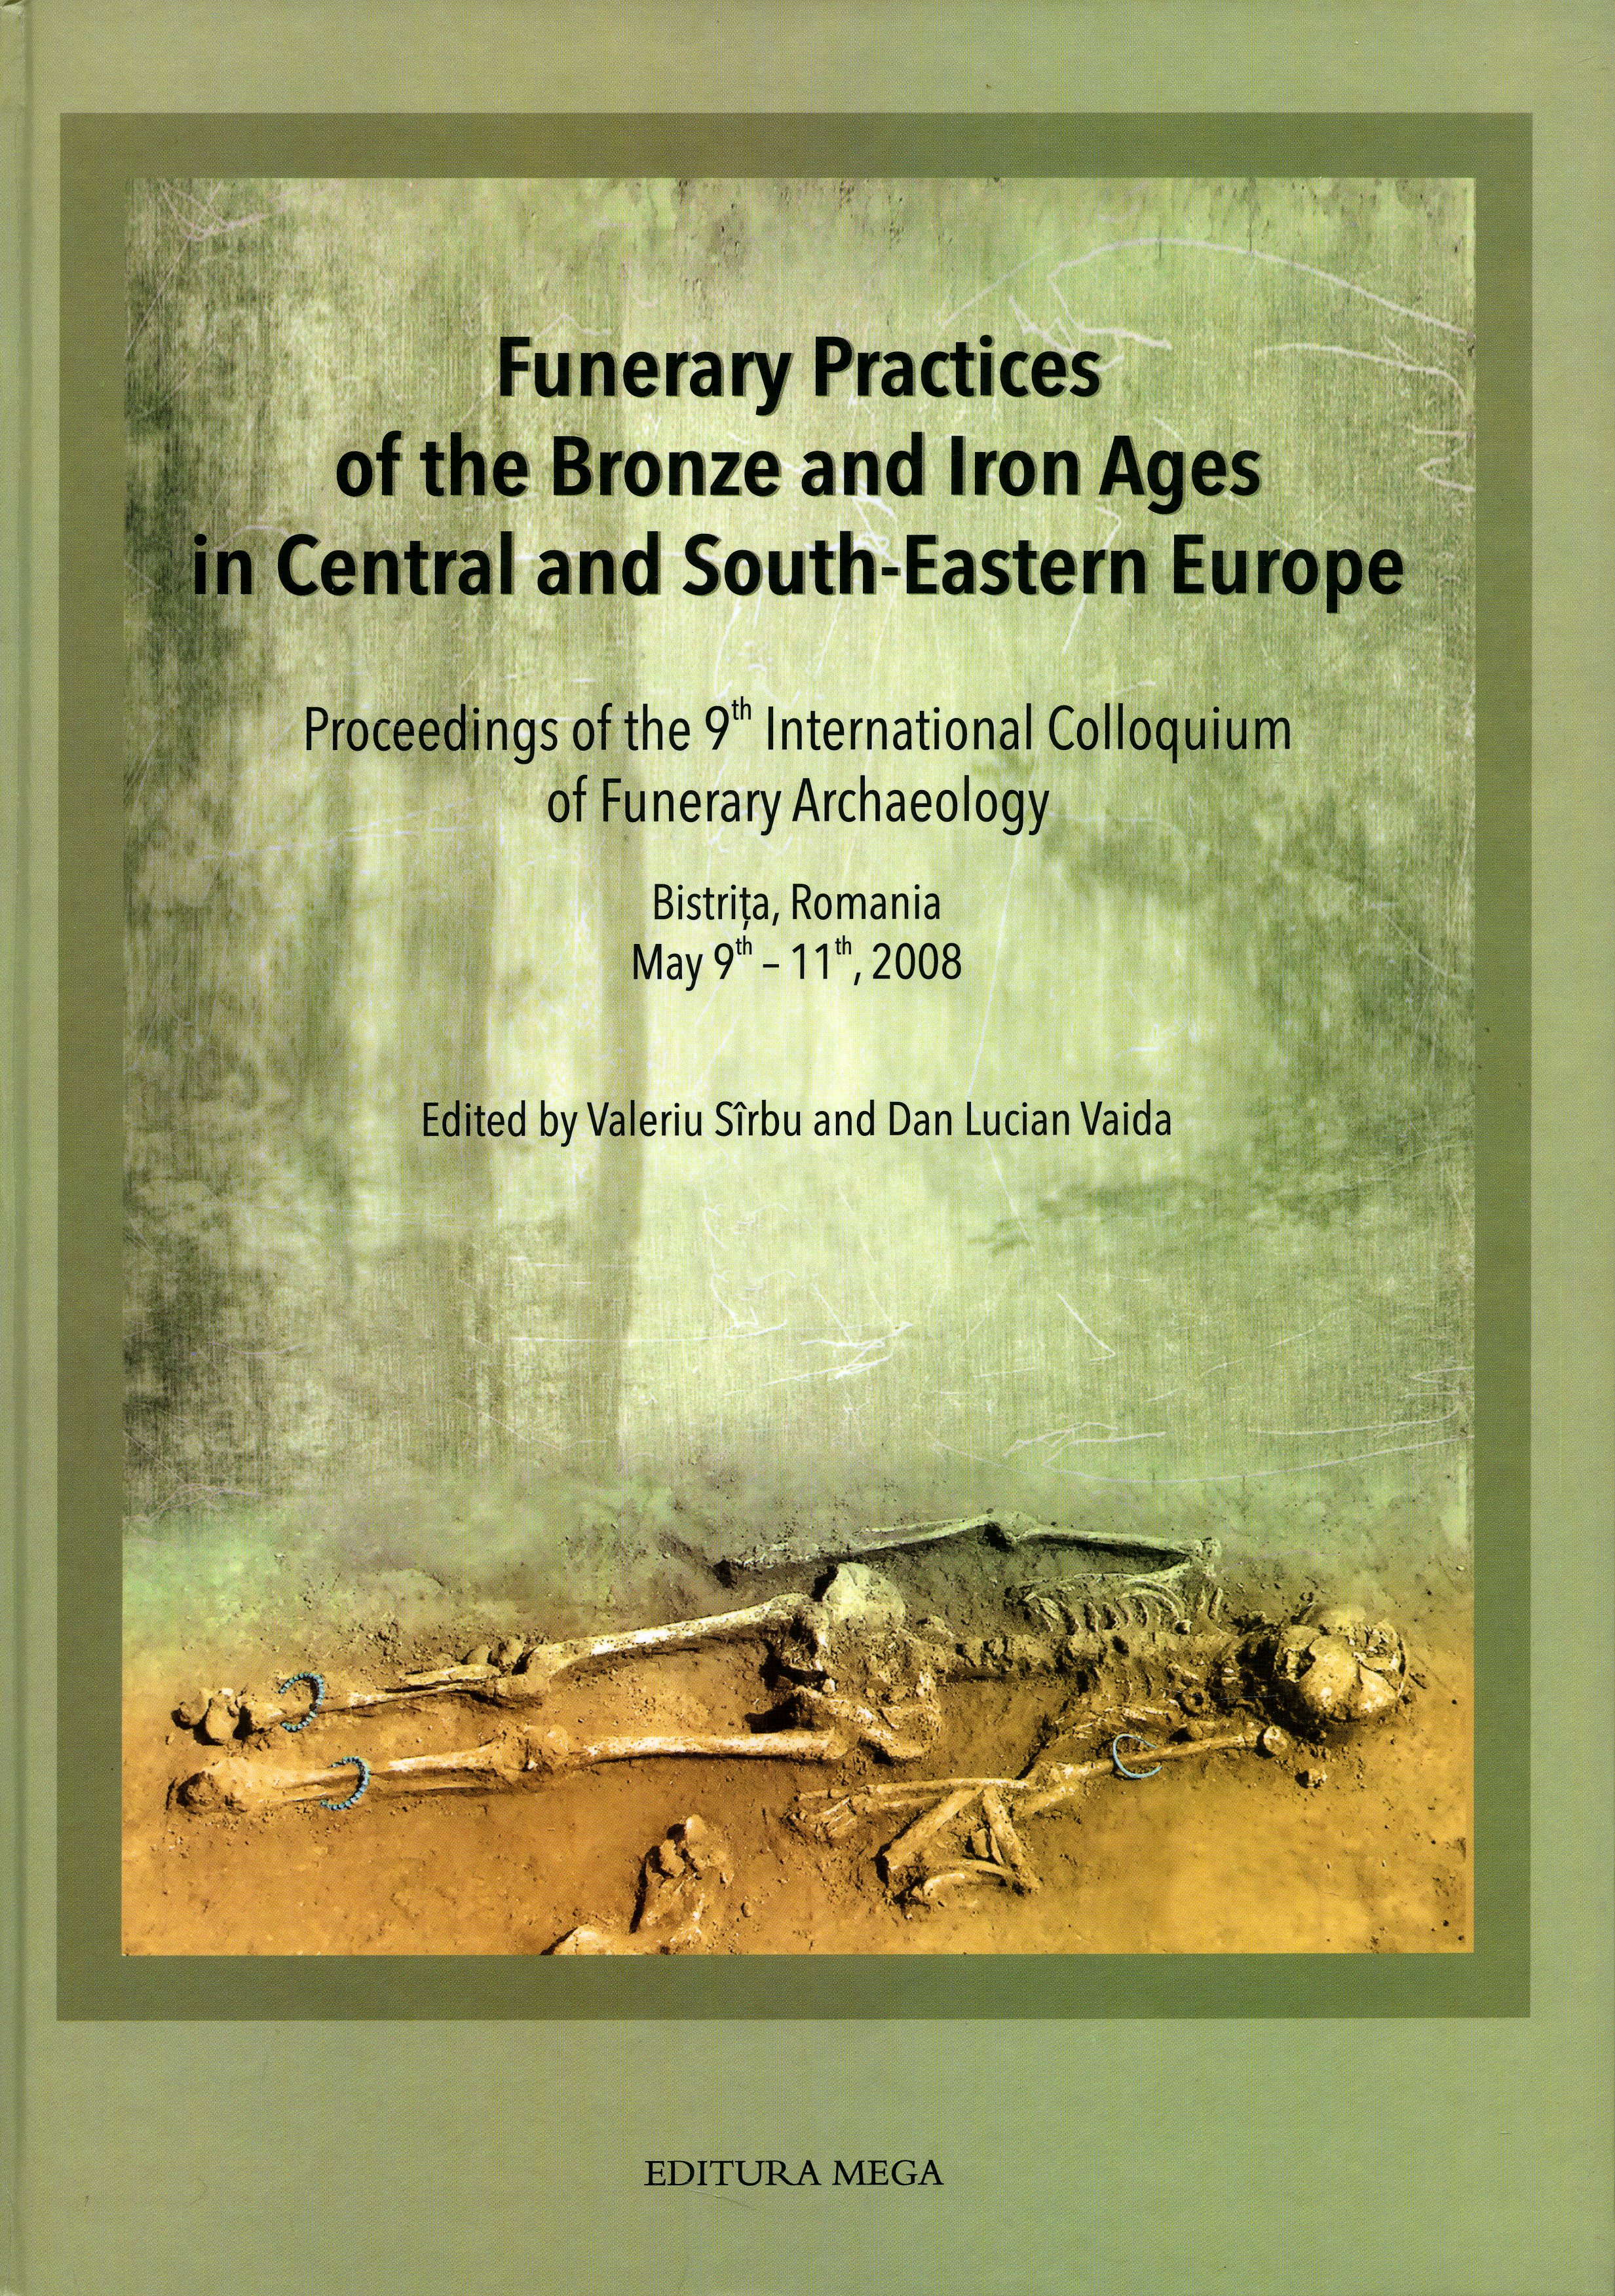 Funerary Practices
of the Bronze and Iron Ages
in Central and South-Eastern Europe
Proceedings of the 9th International Colloquium
of Funerary Archaeology
Bistrița, Romania
May 9th – 11th, 2008
Edited by Valeriu Sîrbu and Dan Lucian Vaida
EDITURA MEGA